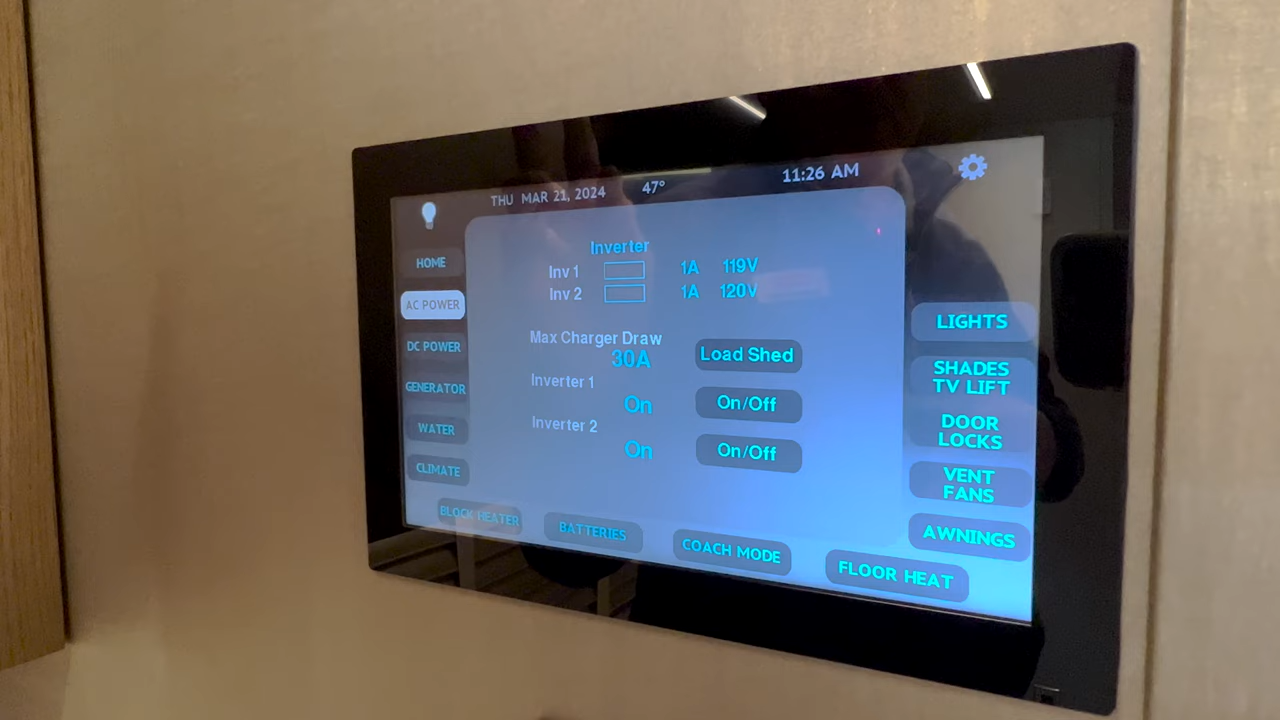 THU MAR 21, 2024 47° 11:26 AM
HOME
AC POWER
DC POWER
GENERATOR
WATER
CLIMATE
Inverter
Inv 1 1A 119V
Inv 2 1A 120V
Max Charger Draw
30A Load Shed
Inverter 1
On On/Off
Inverter 2
On On/Off
LIGHTS
SHADES
TV LIFT
DOOR
LOCKS
VENT
FANS
AWNINGS
BLOCK HEATER BATTERIES COACH MODE FLOOR HEAT